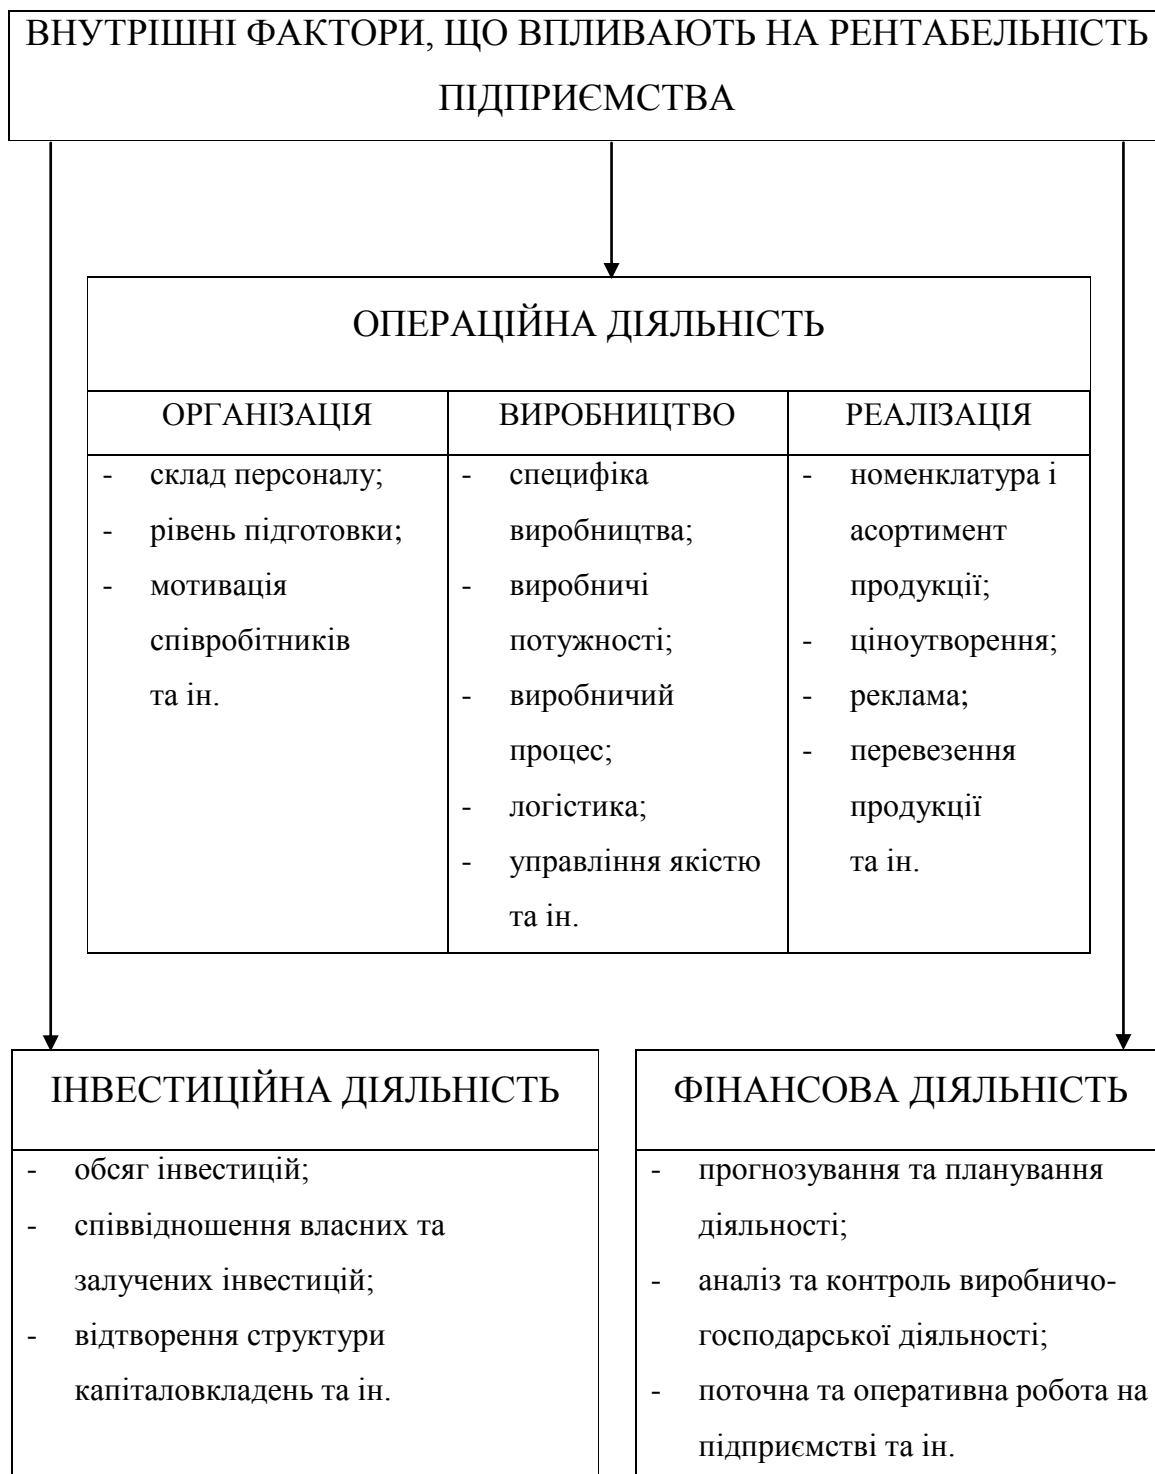 ВНУТРІШНІ ФАКТОРИ, ЩО ВПЛИВАЮТЬ НА РЕНТАБЕЛЬНІСТЬ
ПІДПРИЄМСТВА
ОПЕРАЦІЙНА ДІЯЛЬНІСТЬ
ОРГАНІЗАЦІЯ
- склад персоналу;
- рівень підготовки;
- мотивація
співробітників
та ін.
ВИРОБНИЦТВО
- специфіка
виробництва;
- виробничі
потужності;
- виробничий
процес;
- логістика;
- управління якістю
та ін.
РЕАЛІЗАЦІЯ
- номенклатура і
асортимент
продукції;
- ціноутворення;
- реклама;
- перевезення
продукції
та ін.
ІНВЕСТИЦІЙНА ДІЯЛЬНІСТЬ
- обсяг інвестицій;
- співвідношення власних та
залучених інвестицій;
- відтворення структури
капіталовкладень та ін.
ФІНАНСОВА ДІЯЛЬНІСТЬ
- прогнозування та планування
діяльності;
- аналіз та контроль виробничо-
господарської діяльності;
- поточна та оперативна робота на
підприємстві та ін.